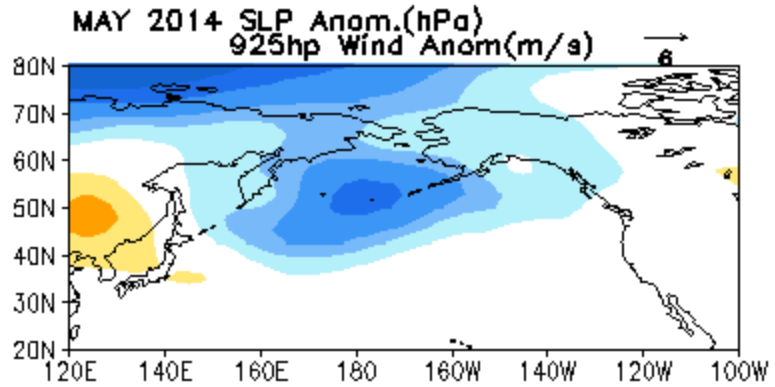 MAY 2014 SLP Anom.(hPa)
925hp Wind Anom(m/s)
6
80N
70N
60N
50N
40N
30N
20N
120E 140E 160E 180 160W 140W 120W 100W